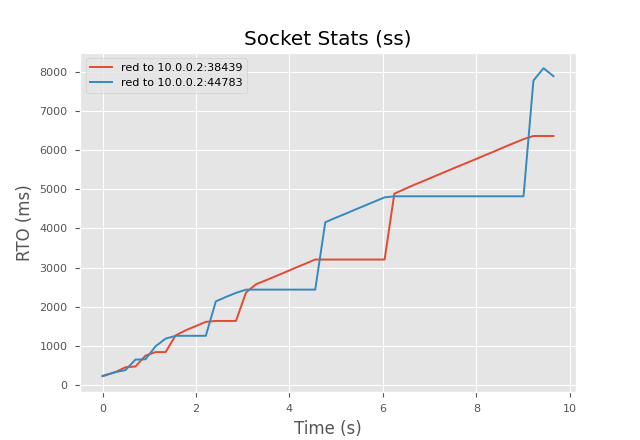 Socket Stats (ss)
red to 10.0.0.2:38439
red to 10.0.0.2:44783
8000
7000
6000
5000
4000
3000
2000
1000
0
RTO (ms)
0 2 4 6 8 10
Time (s)